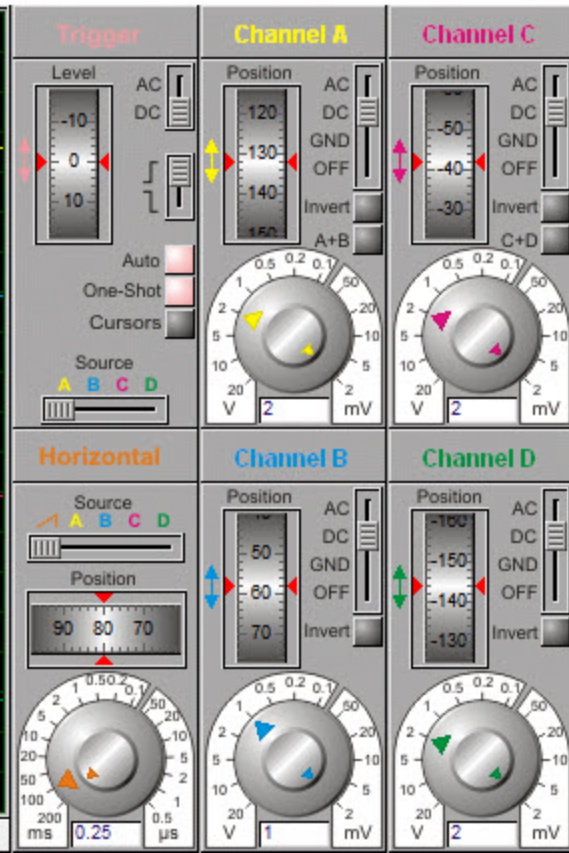 Trigger
Level
-10
0
10
AC
DC
Auto
One-Shot
Cursors
Source
A B C D
Channel A
Position
120
130
140
150
AC
DC
GND
OFF
Invert
A+B
0.5 0.2 0.1
1 50
2 20
5 10
10 5
20 2
V 2 mV
Channel C
Position
-50
-40
-30
AC
DC
GND
OFF
Invert
C+D
0.5 0.2 0.1
1 50
2 20
5 10
10 5
20 2
V 2 mV
Horizontal
Source
A B C D
Position
90 80 70
0.5 0.2 0.1
1 50
2 20
5 10
10 5
20 2
50 1
100 0.5
200
ms 0.25 µs
Channel B
Position
50
60
70
AC
DC
GND
OFF
Invert
0.5 0.2 0.1
1 50
2 20
5 10
10 5
20 2
V 1 mV
Channel D
Position
-160
-150
-140
-130
AC
DC
GND
OFF
Invert
0.5 0.2 0.1
1 50
2 20
5 10
10 5
20 2
V 2 mV